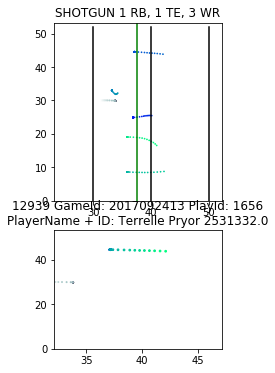 SHOTGUN 1 RB, 1 TE, 3 WR
50
40
30
20
10
0
30 40 50
12939 GameId: 2017092413 PlayId: 1656
PlayerName + ID: Terrelle Pryor 2531332.0
40
20
0
35 40 45